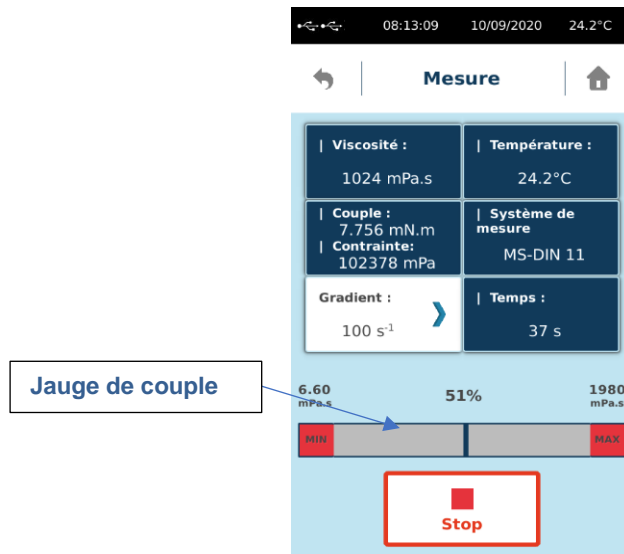 08:13:09 10/09/2020 24.2°C
Mesure
| Viscosité :
1024 mPa.s
| Température :
24.2°C
| Couple :
7.756 mN.m
| Contrainte:
102378 mPa
| Système de
mesure
MS-DIN 11
Gradient :
100 s⁻¹
| Temps :
37 s
Jauge de couple
6.60
mPa.s
51%
1980
mPa.s
MIN
MAX
Stop